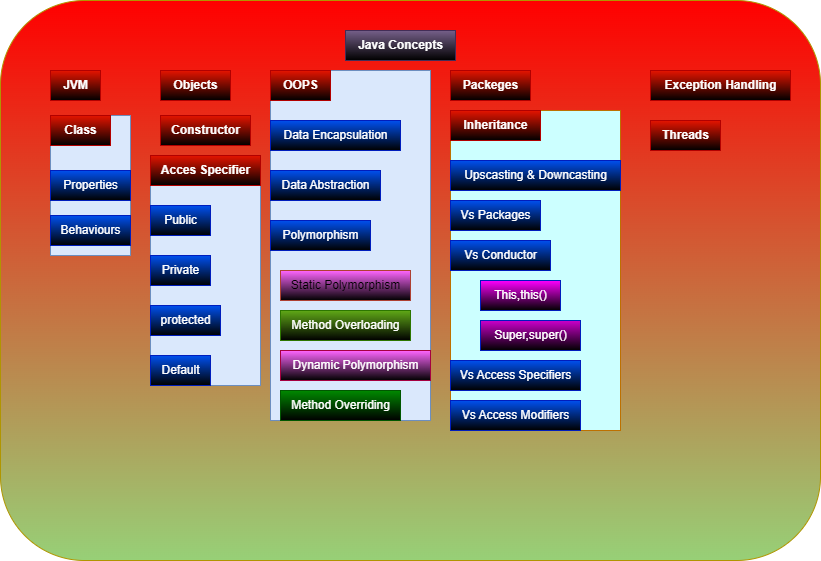 Java Concepts
JVM
Objects
OOPS
Packeges
Exception Handling
Class
Properties
Behaviours
Constructor
Acces Specifier
Public
Private
protected
Default
Data Encapsulation
Data Abstraction
Polymorphism
Static Polymorphism
Method Overloading
Dynamic Polymorphism
Method Overriding
Inheritance
Upscasting & Downcasting
Vs Packages
Vs Conductor
This,this()
Super,super()
Vs Access Specifiers
Vs Access Modifiers
Threads